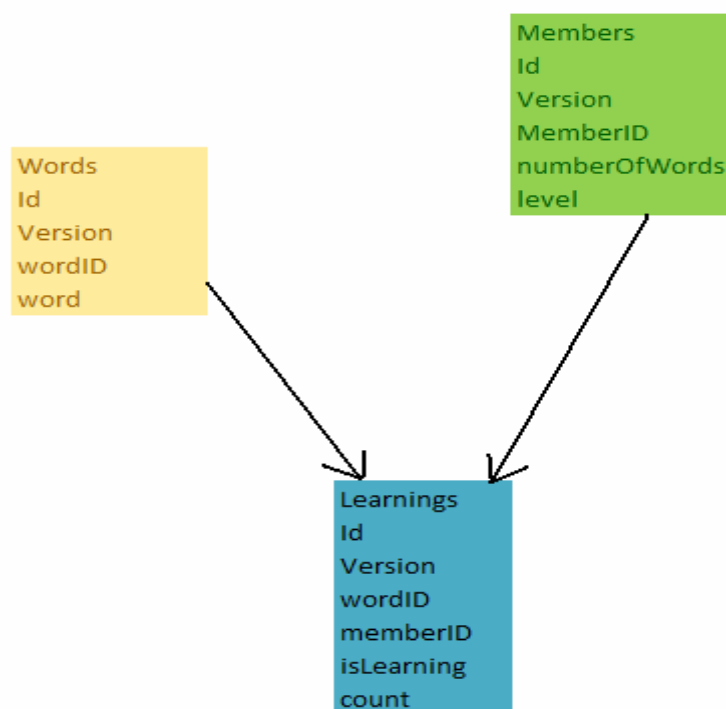 Members
Id
Version
MemberID
numberOfWords
level
Words
Id
Version
wordID
word
Learnings
Id
Version
wordID
memberID
isLearning
count